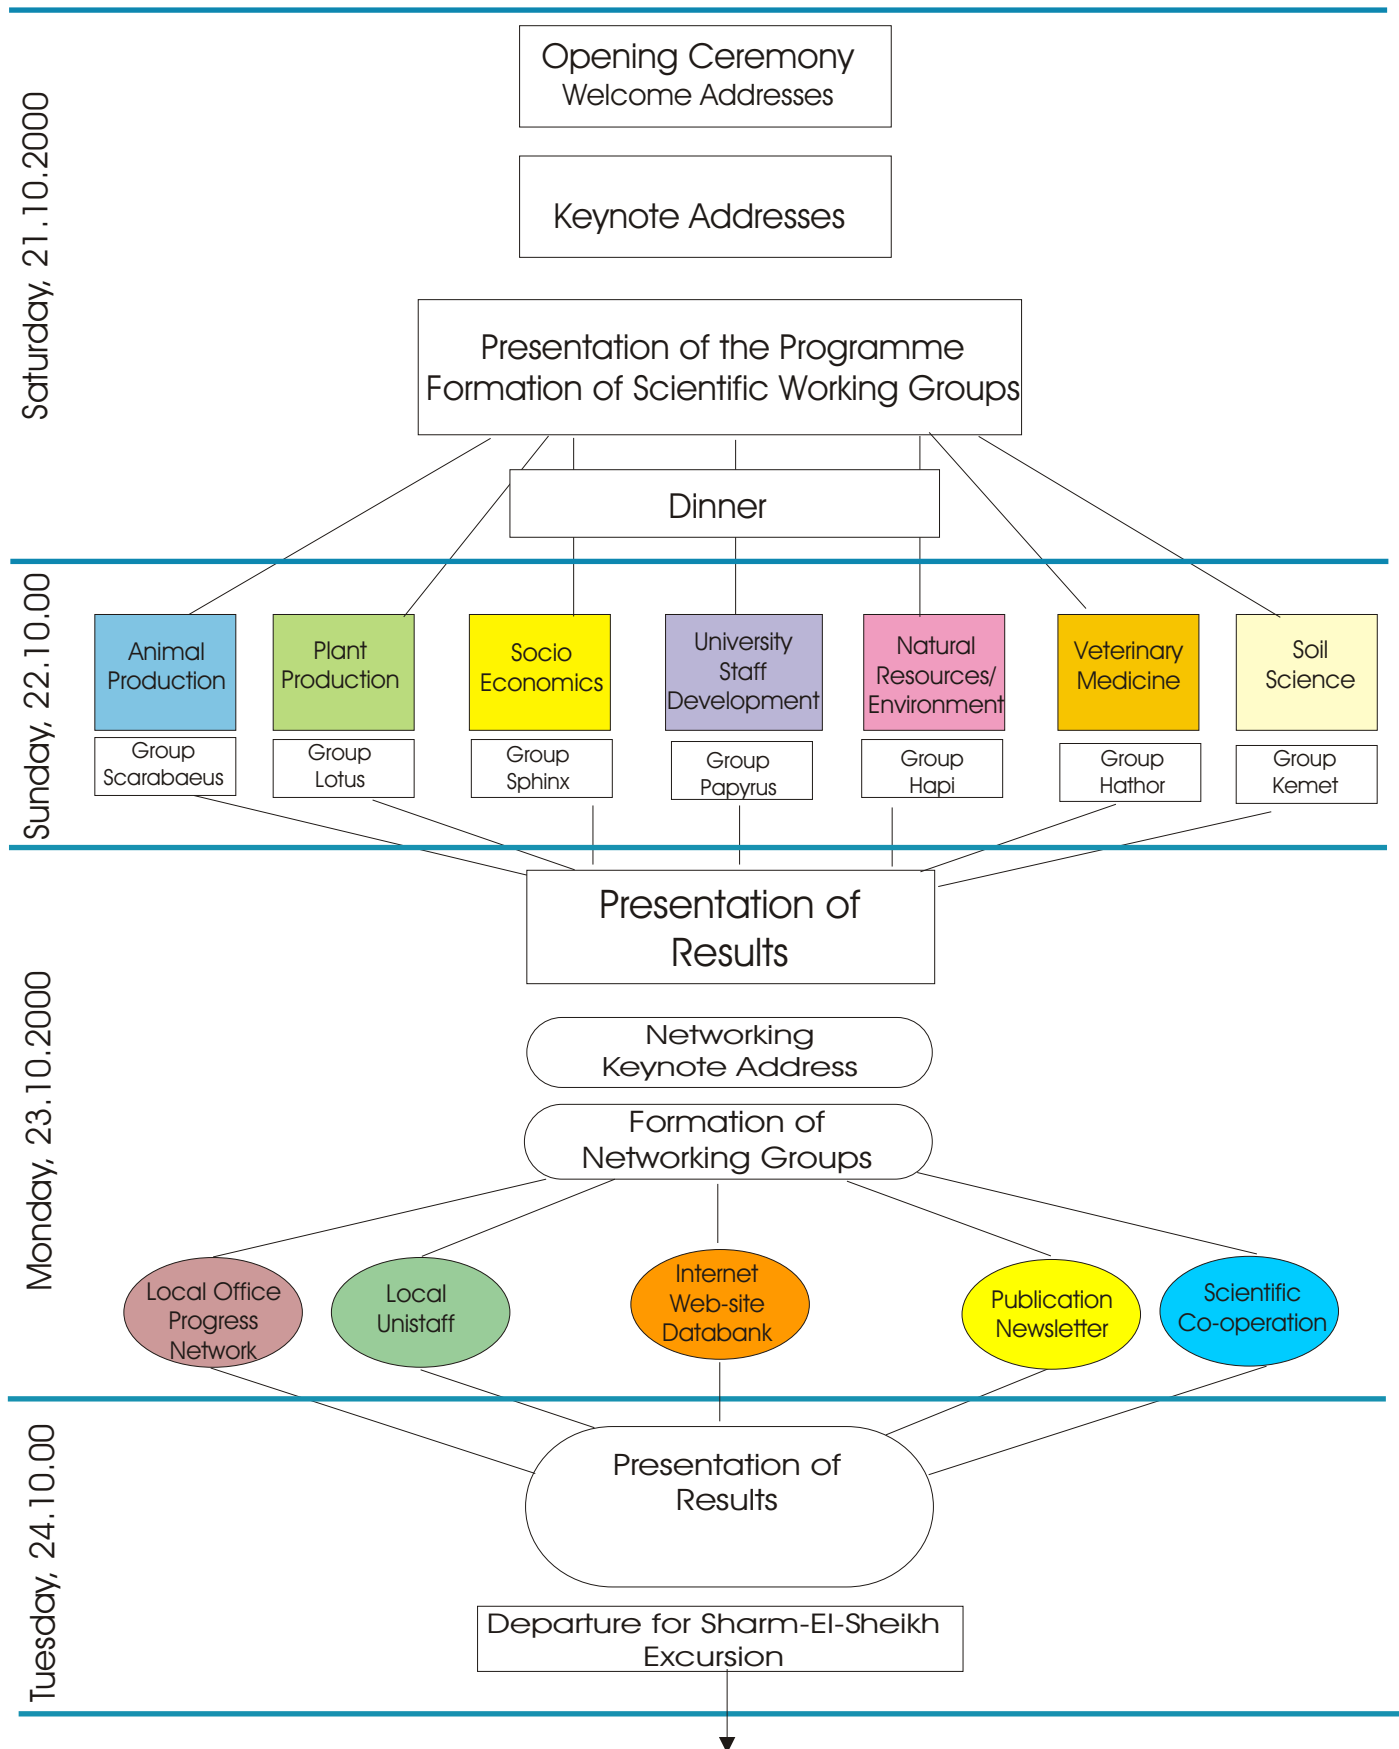 Saturday, 21.10.2000
Opening Ceremony
Welcome Addresses
Keynote Addresses
Presentation of the Programme
Formation of Scientific Working Groups
Dinner
Sunday, 22.10.00
Animal
Production
Plant
Production
Socio
Economics
University
Staff
Development
Natural
Resources/
Environment
Veterinary
Medicine
Soil
Science
Group
Scarabaeus
Group
Lotus
Group
Sphinx
Group
Papyrus
Group
Hapi
Group
Hathor
Group
Kemet
Monday, 23.10.2000
Presentation of
Results
Networking
Keynote Address
Formation of
Networking Groups
Local Office
Progress
Network
Local
Unistaff
Internet
Web-site
Databank
Publication
Newsletter
Scientific
Co-operation
Tuesday, 24.10.00
Presentation of
Results
Departure for Sharm-El-Sheikh
Excursion